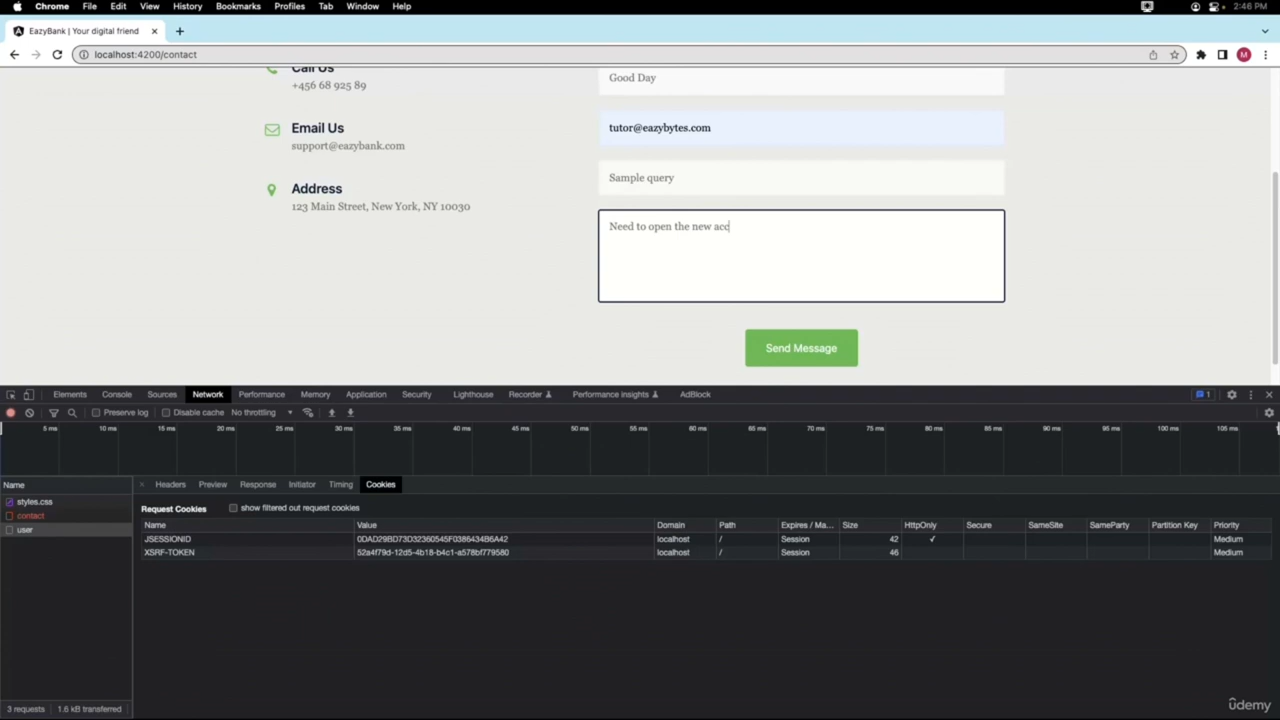 Chrome File Edit View History Bookmarks Profiles Tab Window Help 2:46 PM
EazyBank | Your digital friend
localhost:4200/contact M
Call Us
+456 68 925 89
Email Us
support@eazybank.com
Address
123 Main Street, New York, NY 10030
Good Day
tutor@eazybytes.com
Sample query
Need to open the new acc
Send Message
Elements Console Sources Network Performance Memory Application Security Lighthouse Recorder Performance insights AdBlock 1
Preserve log Disable cache No throttling
5 ms 10 ms 15 ms 20 ms 25 ms 30 ms 35 ms 40 ms 45 ms 50 ms 55 ms 60 ms 65 ms 70 ms 75 ms 80 ms 85 ms 90 ms 95 ms 100 ms 105 ms
Name
styles.css
contact
user
Headers Preview Response Initiator Timing Cookies
Request Cookies show filtered out request cookies
Name Value Domain Path Expires / Ma... Size HttpOnly Secure SameSite SameParty Partition Key Priority
JSESSIONID 0DAD29BD73D32360545F0386434B6A42 localhost / Session 42 ✓ Medium
XSRF-TOKEN 52a4f79d-12d5-4b18-b4c1-a578bf779580 localhost / Session 46 Medium
3 requests 1.6 kB transferred
ûdemy